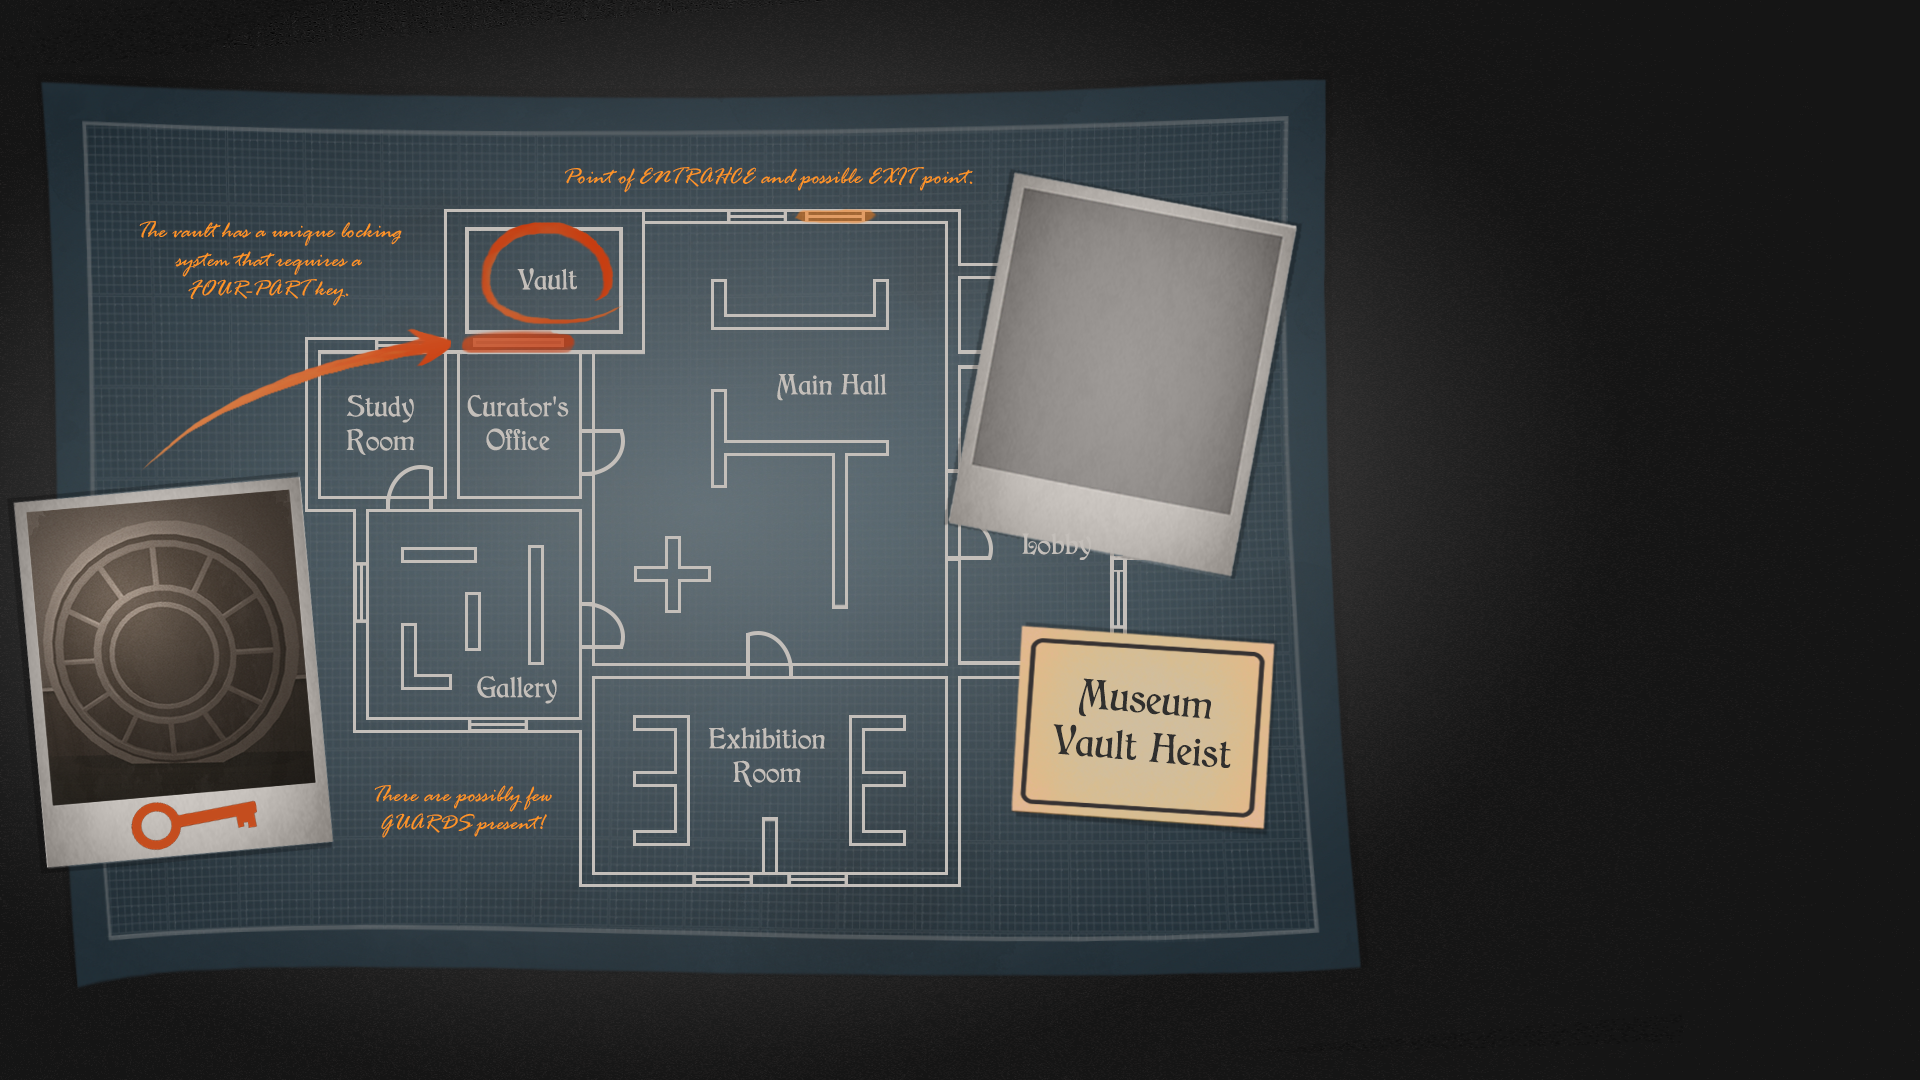 Point of ENTRANCE and possible EXIT point.
The vault has a unique locking
system that requires a
FOUR-PART key.
Vault
Main Hall
Study
Room
Curator's
Office
Lobby
Gallery
Museum
Vault Heist
Exhibition
Room
There are possibly few
GUARDS present!